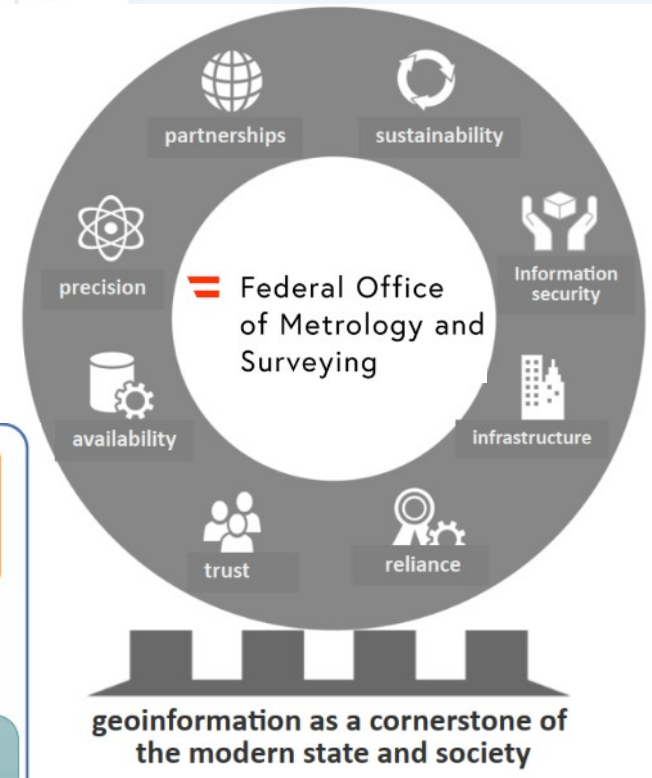 partnerships
sustainability
precision
Information
security
Federal Office
of Metrology and
Surveying
availability
infrastructure
trust
reliance
geoinformation as a cornerstone of
the modern state and society